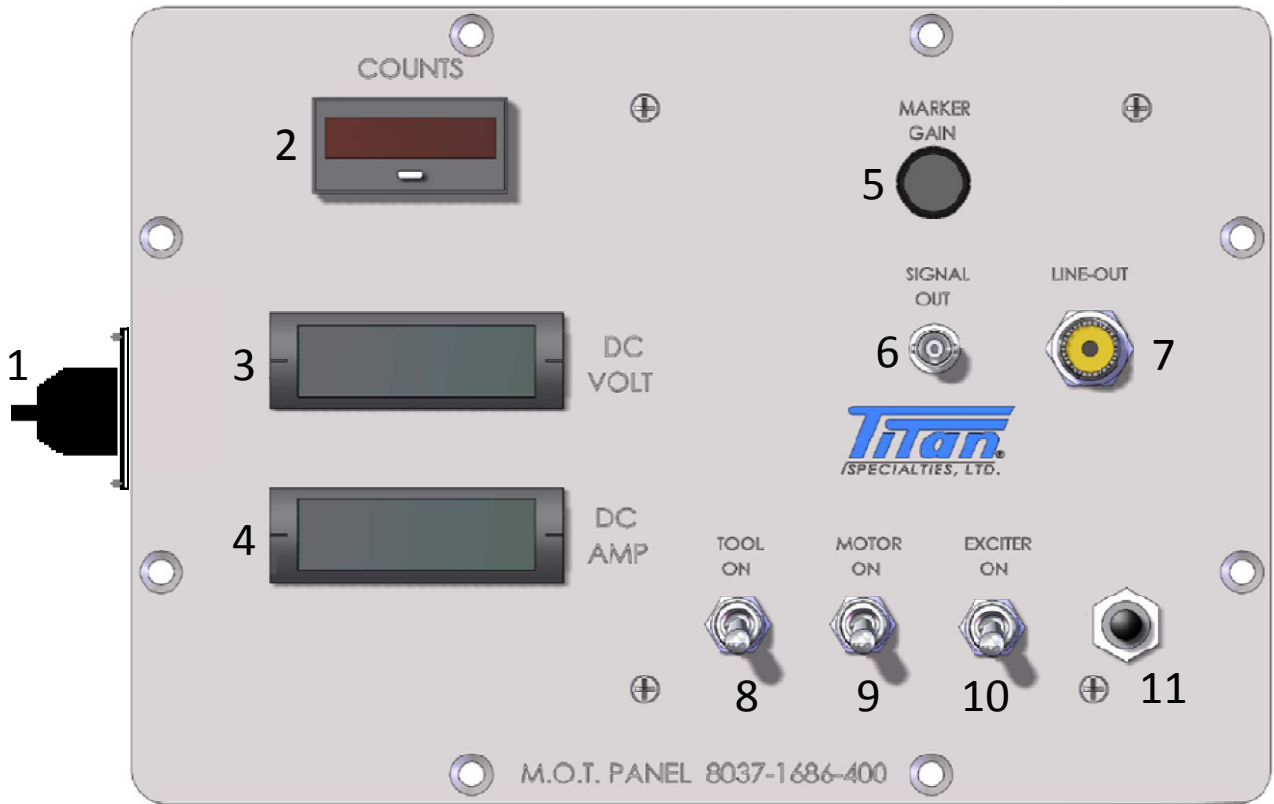 COUNTS
2
MARKER
GAIN
5
SIGNAL
OUT
6
LINE-OUT
7
1
3
DC
VOLT
TiTan®
SPECIALTIES, LTD.
4
DC
AMP
TOOL
ON
8
MOTOR
ON
9
EXCITER
ON
10
11
M.O.T. PANEL 8037-1686-400